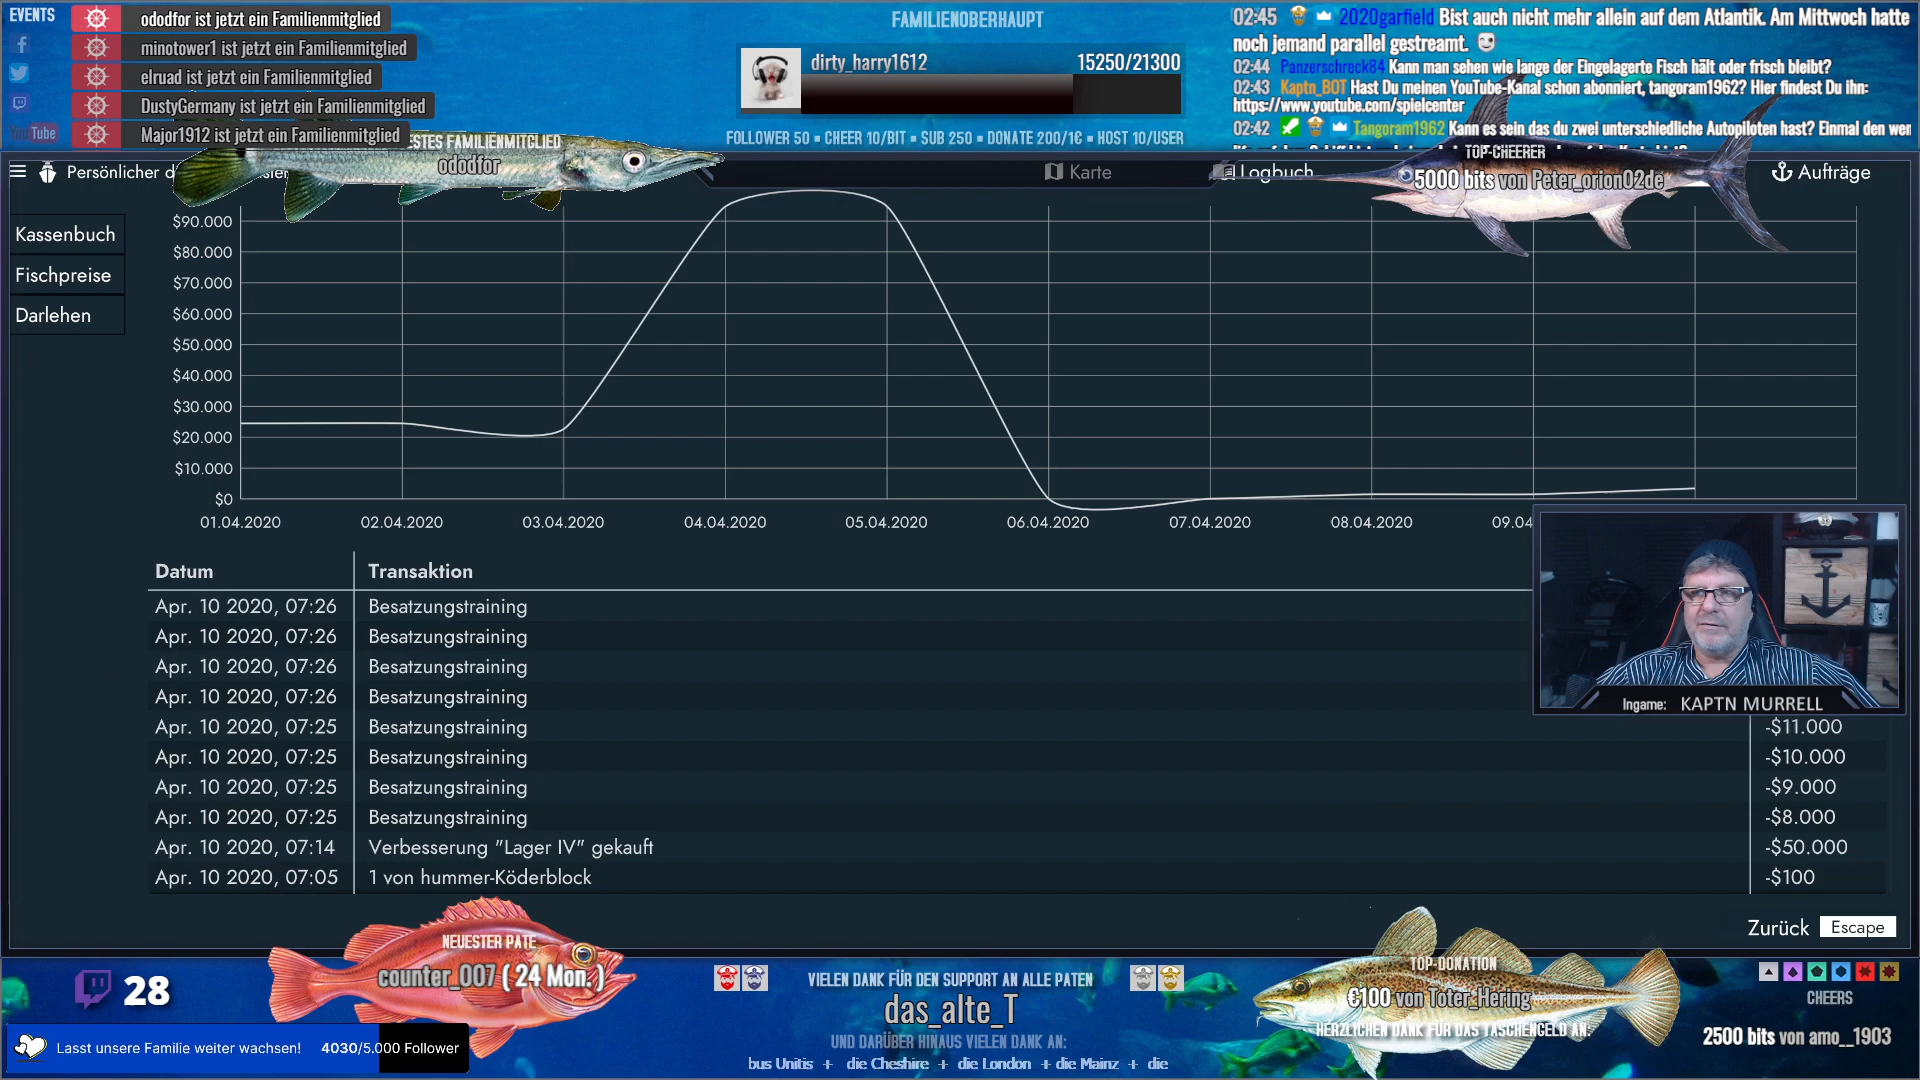 EVENTS
ododfor ist jetzt ein Familienmitglied
minotower1 ist jetzt ein Familienmitglied
elruad ist jetzt ein Familienmitglied
DustyGermany ist jetzt ein Familienmitglied
YouTube
Major1912 ist jetzt ein Familienmitglied
FAMILIENOBERHAUPT
dirty_harry1612
15250/21300
FOLLOWER 50 ▪ CHEER 10/BIT ▪ SUB 250 ▪ DONATE 200/1€ ▪ HOST 10/USER
02:45 2020garfield Bist auch nicht mehr allein auf dem Atlantik. Am Mittwoch hatte
noch jemand parallel gestreamt.
02:44 Panzerschreck84 Kann man sehen wie lange der Eingelagerte Fisch hält oder frisch bleibt?
02:43 Kaptn_BOT Hast Du meinen YouTube-Kanal schon abonniert, tangoram1962? Hier findest Du Ihn:
https://www.youtube.com/spielcenter
02:42 Tangoram1962 Kann es sein das du zwei unterschiedliche Autopiloten hast? Einmal den wer
ESTES FAMILIENMITGLIED
ododfor
TOP-CHEERER
5000 bits von Peter_orion02de
Persönlicher
Karte
Logbuch
Aufträge
Kassenbuch
Fischpreise
Darlehen
$90.000
$80.000
$70.000
$60.000
$50.000
$40.000
$30.000
$20.000
$10.000
$0
01.04.2020
02.04.2020
03.04.2020
04.04.2020
05.04.2020
06.04.2020
07.04.2020
08.04.2020
09.04
Datum Transaktion
Apr. 10 2020, 07:26 Besatzungstraining
Apr. 10 2020, 07:26 Besatzungstraining
Apr. 10 2020, 07:26 Besatzungstraining
Apr. 10 2020, 07:26 Besatzungstraining
Ingame: KAPTN MURRELL
Apr. 10 2020, 07:25 Besatzungstraining -$11.000
Apr. 10 2020, 07:25 Besatzungstraining -$10.000
Apr. 10 2020, 07:25 Besatzungstraining -$9.000
Apr. 10 2020, 07:25 Besatzungstraining -$8.000
Apr. 10 2020, 07:14 Verbesserung "Lager IV" gekauft -$50.000
Apr. 10 2020, 07:05 1 von hummer-Köderblock -$100
Zurück Escape
28
NEUESTER PATE
counter_007 ( 24 Mon. )
Lasst unsere Familie weiter wachsen! 4030/5.000 Follower
VIELEN DANK FÜR DEN SUPPORT AN ALLE PATEN
das_alte_T
UND DARÜBER HINAUS VIELEN DANK AN:
bus Unitis + die Cheshire + die London + die Mainz + die
TOP-DONATION
€100 von Toter_Hering
HERZLICHEN DANK FÜR DAS TASCHENGELD AN:
CHEERS
2500 bits von amo__1903